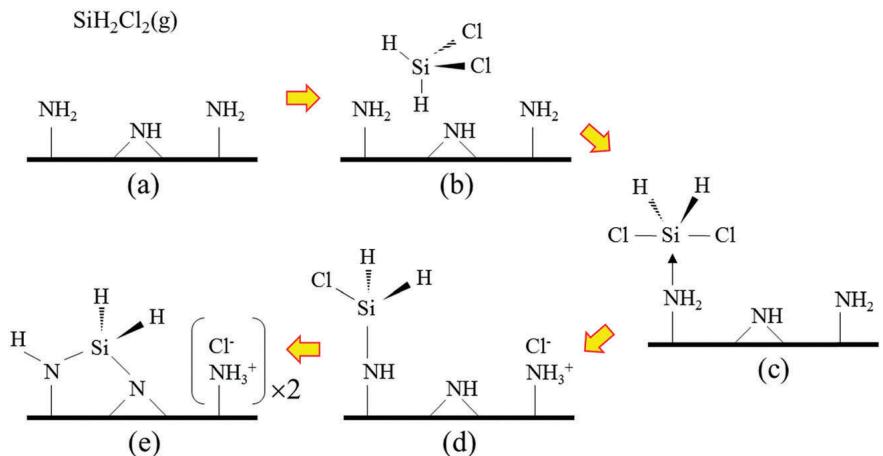 SiH₂Cl₂(g)
NH₂
NH
NH₂
(a)
H
Cl
Si
Cl
H
NH₂
NH
NH₂
(b)
H
H
Cl
Si
Cl
NH₂
NH
NH₂
(c)
H
Cl
H
Si
Cl⁻
NH
NH
NH₃⁺
(d)
H
H
H
Si
Cl⁻
N
N
NH₃⁺
×2
(e)